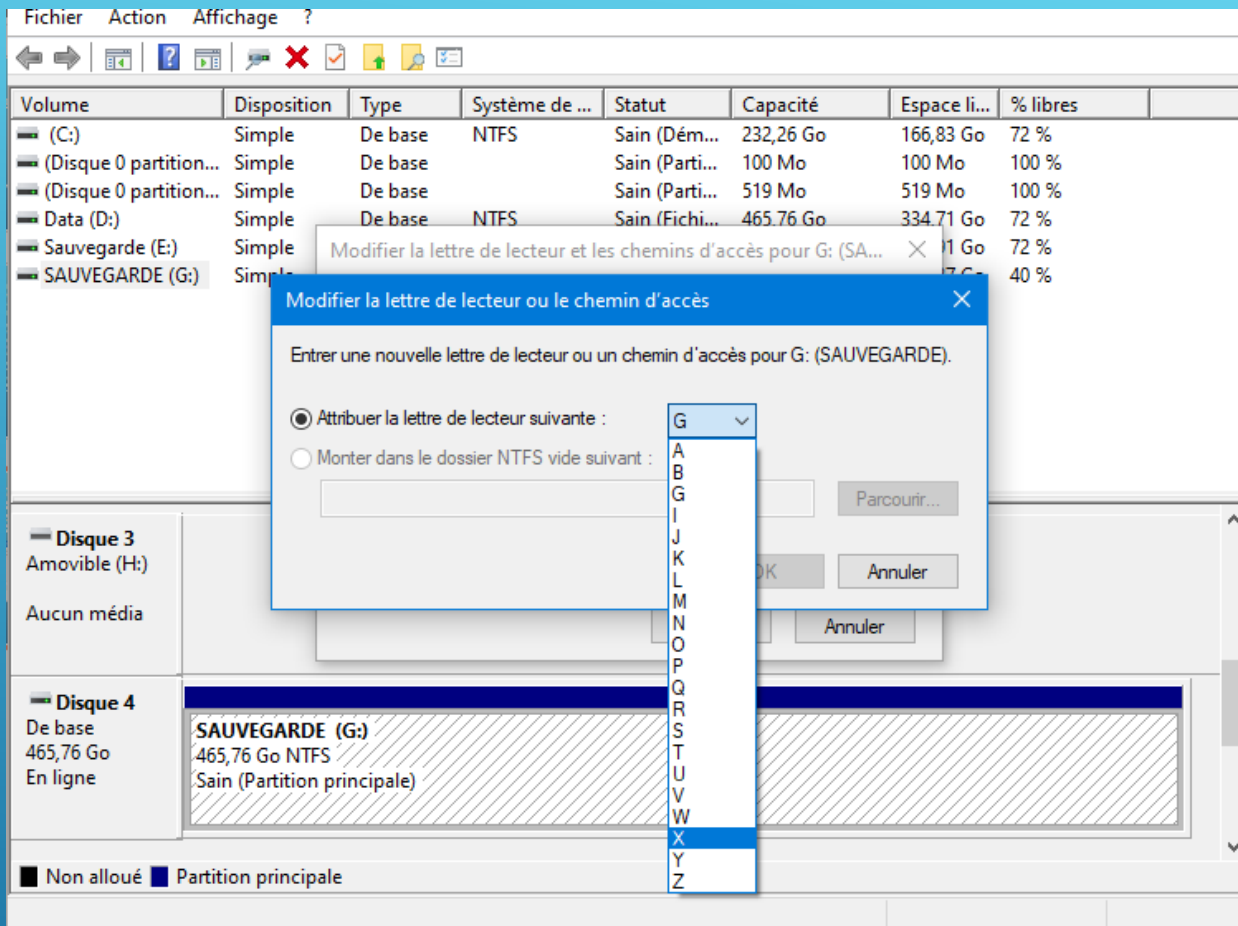 Fichier Action Affichage ?
Volume Disposition Type Système de ... Statut Capacité Espace li... % libres
(C:) Simple De base NTFS Sain (Dém... 232,26 Go 166,83 Go 72 %
(Disque 0 partition... Simple De base Sain (Parti... 100 Mo 100 Mo 100 %
(Disque 0 partition... Simple De base Sain (Parti... 519 Mo 519 Mo 100 %
Data (D:) Simple De base NTFS Sain (Fichi... 465,76 Go 334,71 Go 72 %
Sauvegarde (E:) Simple Go 72 %
SAUVEGARDE (G:) 40 %
Modifier la lettre de lecteur et les chemins d'accès pour G: (SA...
Modifier la lettre de lecteur ou le chemin d'accès
Entrer une nouvelle lettre de lecteur ou un chemin d'accès pour G: (SAUVEGARDE).
Attribuer la lettre de lecteur suivante : G
Monter dans le dossier NTFS vide suivant :
Parcourir...
Annuler
Annuler
A
B
G
I
J
K
L
M
N
O
P
Q
R
S
T
U
V
W
X
Y
Z
Disque 3
Amovible (H:)
Aucun média
Disque 4
De base
465,76 Go
En ligne
SAUVEGARDE (G:)
465,76 Go NTFS
Sain (Partition principale)
Non alloué Partition principale